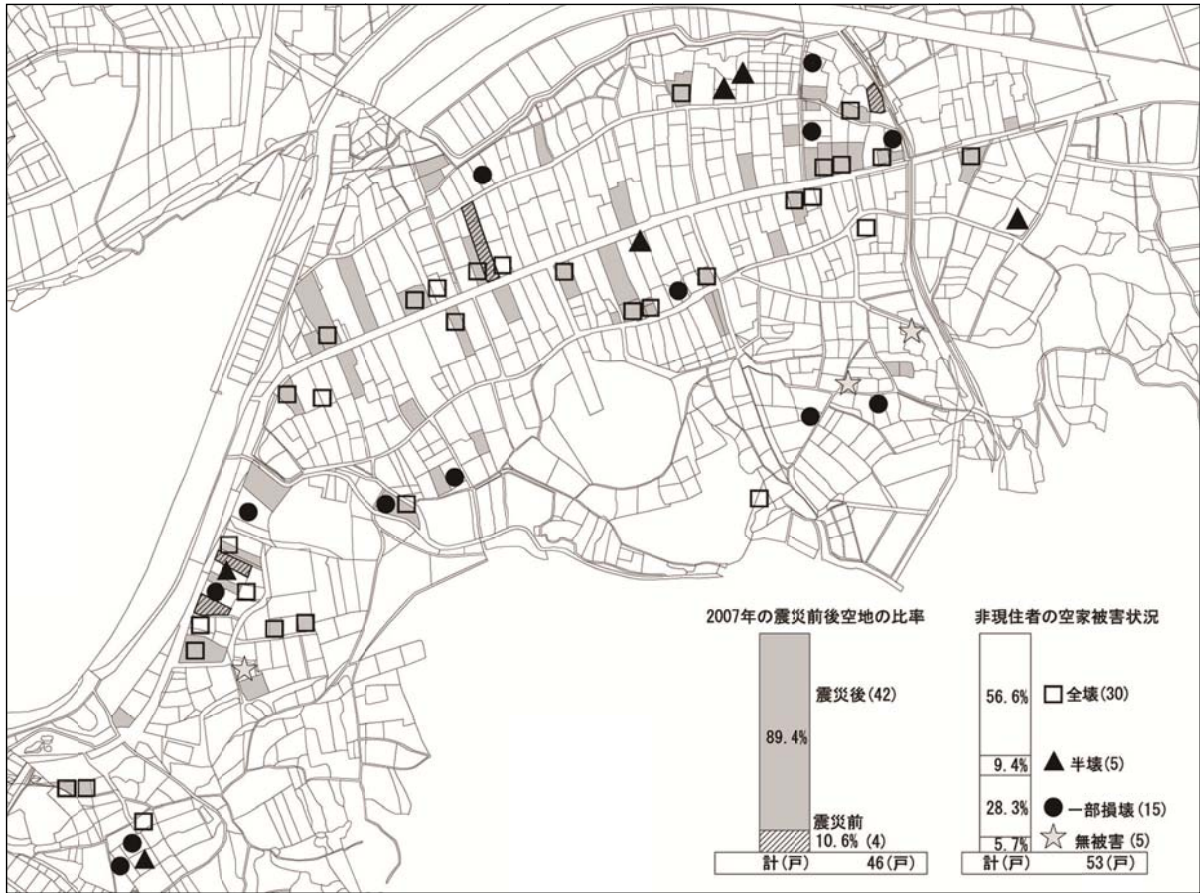 2007年の震災前後空地の比率
震災後(42)
89.4%
震災前
10.6%(4)
計(戸) 46(戸)
非現住者の空家被害状況
56.6% 全壊(30)
9.4% 半壊(5)
28.3% 一部損壊(15)
5.7% 無被害(5)
計(戸) 53(戸)